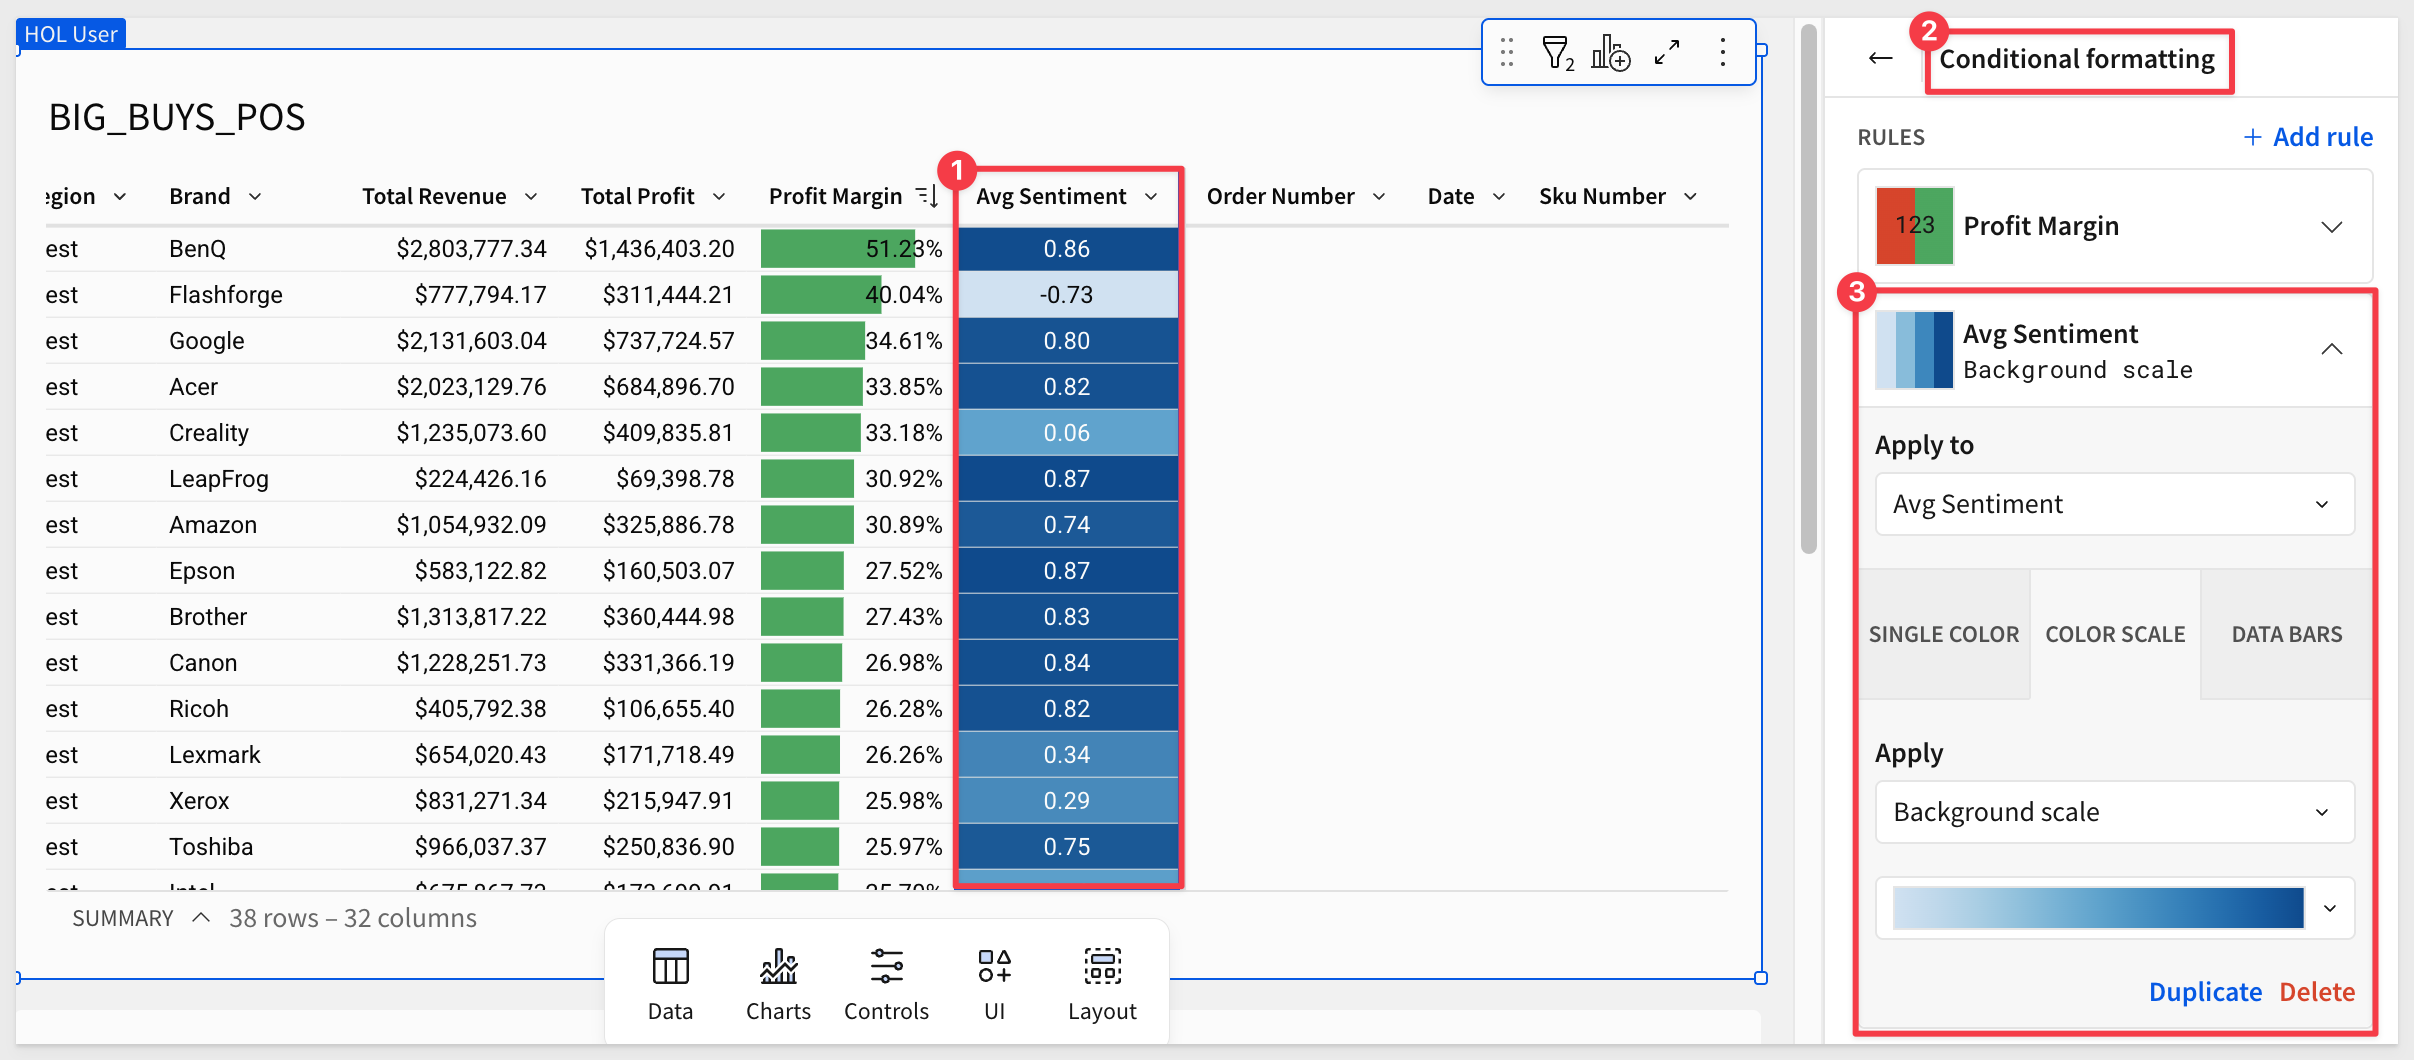 HOL User
2
2
Conditional formatting
BIG_BUYS_POS
RULES
+ Add rule
1
egion Brand Total Revenue Total Profit Profit Margin Avg Sentiment Order Number Date Sku Number
123 Profit Margin
est BenQ $2,803,777.34 $1,436,403.20 51.23% 0.86
est Flashforge $777,794.17 $311,444.21 40.04% -0.73
est Google $2,131,603.04 $737,724.57 34.61% 0.80
est Acer $2,023,129.76 $684,896.70 33.85% 0.82
est Creality $1,235,073.60 $409,835.81 33.18% 0.06
est LeapFrog $224,426.16 $69,398.78 30.92% 0.87
est Amazon $1,054,932.09 $325,886.78 30.89% 0.74
est Epson $583,122.82 $160,503.07 27.52% 0.87
est Brother $1,313,817.22 $360,444.98 27.43% 0.83
est Canon $1,228,251.73 $331,366.19 26.98% 0.84
est Ricoh $405,792.38 $106,655.40 26.28% 0.82
est Lexmark $654,020.43 $171,718.49 26.26% 0.34
est Xerox $831,271.34 $215,947.91 25.98% 0.29
est Toshiba $966,037.37 $250,836.90 25.97% 0.75
SUMMARY 38 rows – 32 columns
Data Charts Controls UI Layout
3
Avg Sentiment
Background scale
Apply to
Avg Sentiment
SINGLE COLOR COLOR SCALE DATA BARS
Apply
Background scale
Duplicate Delete